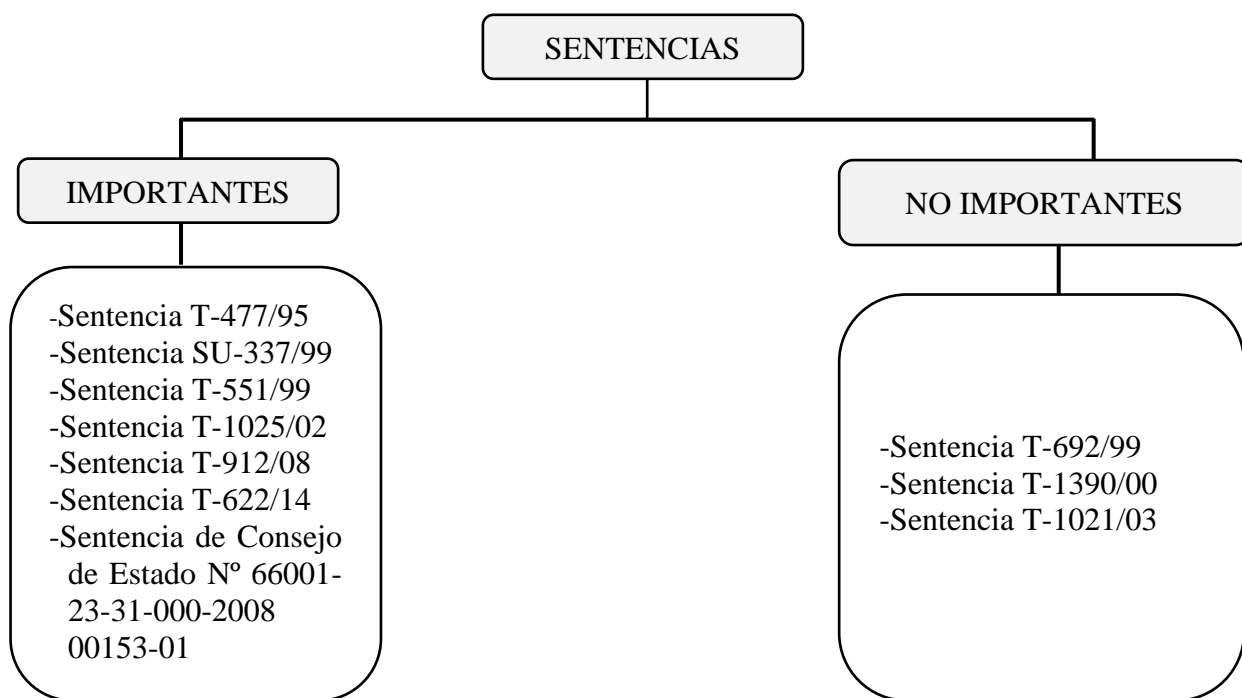 SENTENCIAS
IMPORTANTES
NO IMPORTANTES
-Sentencia T-477/95
-Sentencia SU-337/99
-Sentencia T-551/99
-Sentencia T-1025/02
-Sentencia T-912/08
-Sentencia T-622/14
-Sentencia de Consejo
de Estado Nº 66001-
23-31-000-2008
00153-01
-Sentencia T-692/99
-Sentencia T-1390/00
-Sentencia T-1021/03